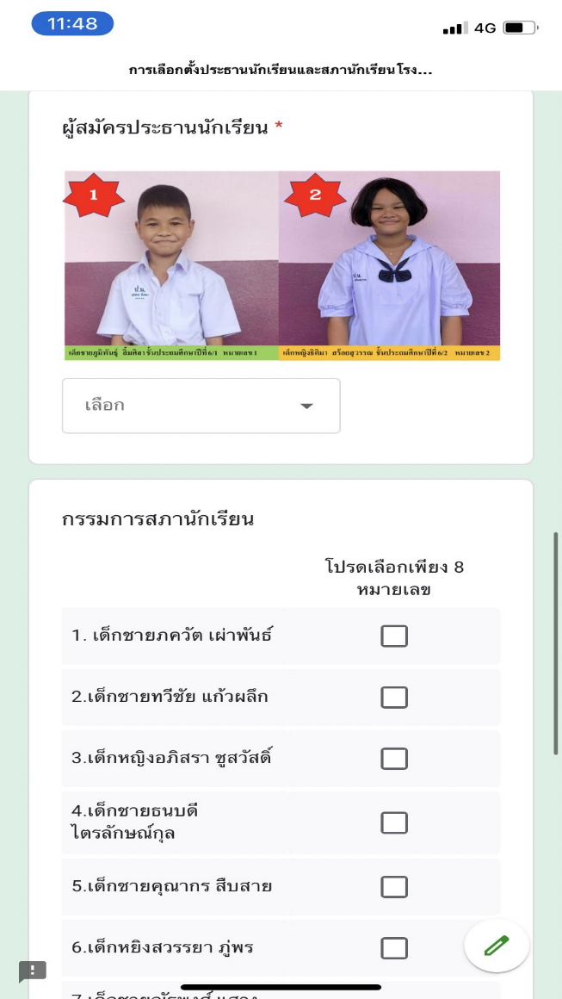 11:48
4G
การเลือกตั้งประธานนักเรียนและสภานักเรียนโรง...
ผู้สมัครประธานนักเรียน *
1
2
ป.น.
เด็กชายภูมิพันธุ์ อิ่มศิลา ชั้นประถมศึกษาปีที่ 6/1 หมายเลข 1
เด็กหญิงธิติมา สร้อยสุวรรณ ชั้นประถมศึกษาปีที่ 6/2 หมายเลข 2
เลือก
กรรมการสภานักเรียน
โปรดเลือกเพียง 8
หมายเลข
1. เด็กชายภควัต เผ่าพันธ์
2.เด็กชายทวีชัย แก้วผลึก
3.เด็กหญิงอภิสรา ชูสวัสดิ์
4.เด็กชายธนบดี
ไตรลักษณ์กุล
5.เด็กชายคุณากร สืบสาย
6.เด็กหยิงสวรรยา ภู่พร